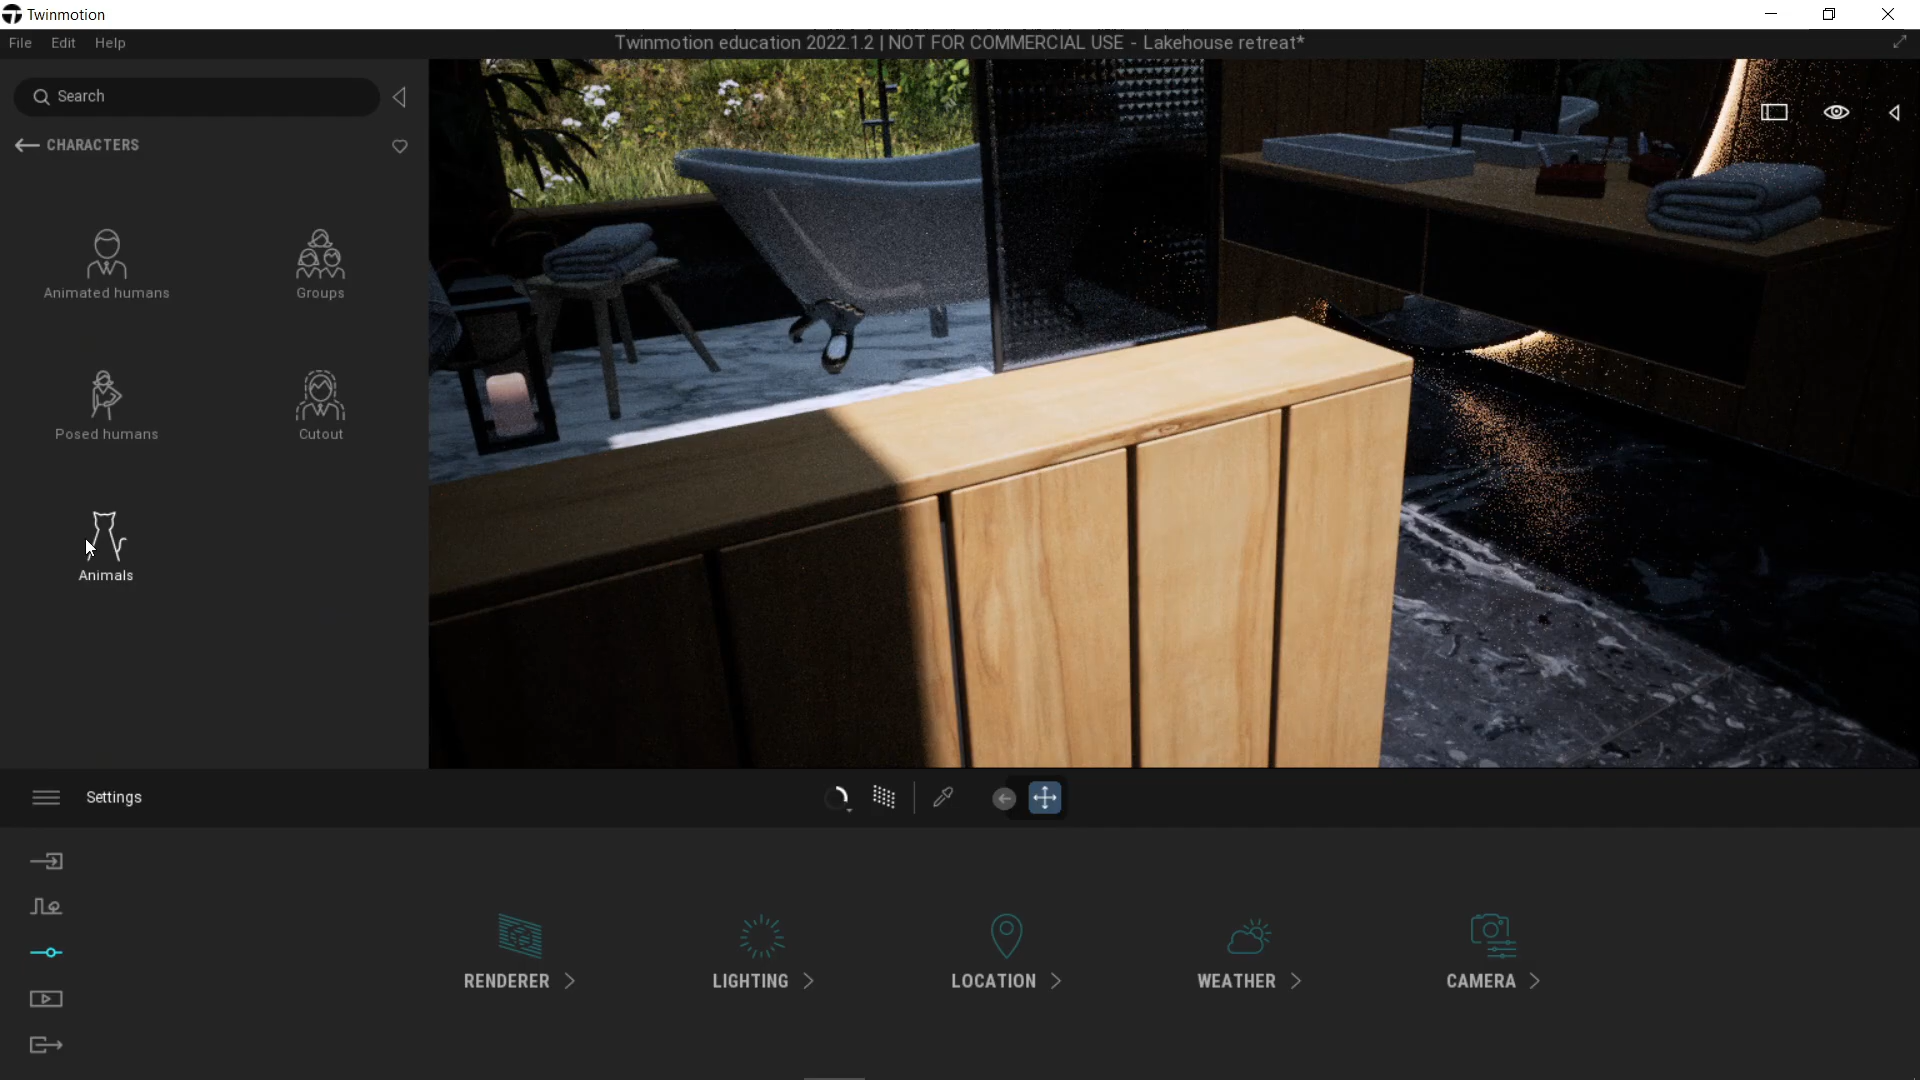 Twinmotion
File Edit Help
Twinmotion education 2022.1.2 | NOT FOR COMMERCIAL USE - Lakehouse retreat*
Search
CHARACTERS
Animated humans
Groups
Posed humans
Cutout
Animals
Settings
RENDERER
LIGHTING
LOCATION
WEATHER
CAMERA